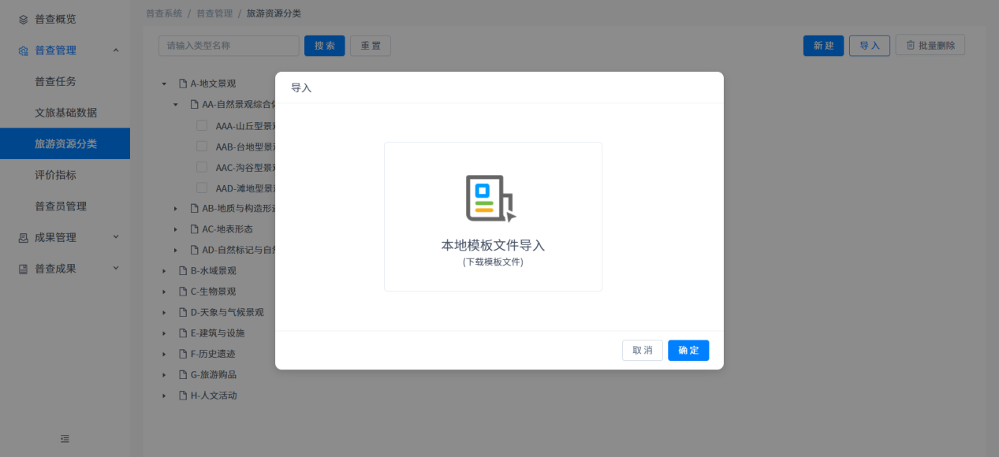 普查概览
普查管理
普查任务
文旅基础数据
旅游资源分类
评价指标
普查员管理
成果管理
普查成果
普查系统 / 普查管理 / 旅游资源分类
请输入类型名称 搜索 重置 新建 导入 批量删除
A-地文景观
AA-自然景观综合
AAA-山丘型景
AAB-台地型景
AAC-沟谷型景
AAD-滩地型景
AB-地质与构造形
AC-地表形态
AD-自然标记与自
B-水域景观
C-生物景观
D-天象与气候景观
E-建筑与设施
F-历史遗迹
G-旅游购品
H-人文活动
导入
本地模板文件导入
(下载模板文件)
取消 确定